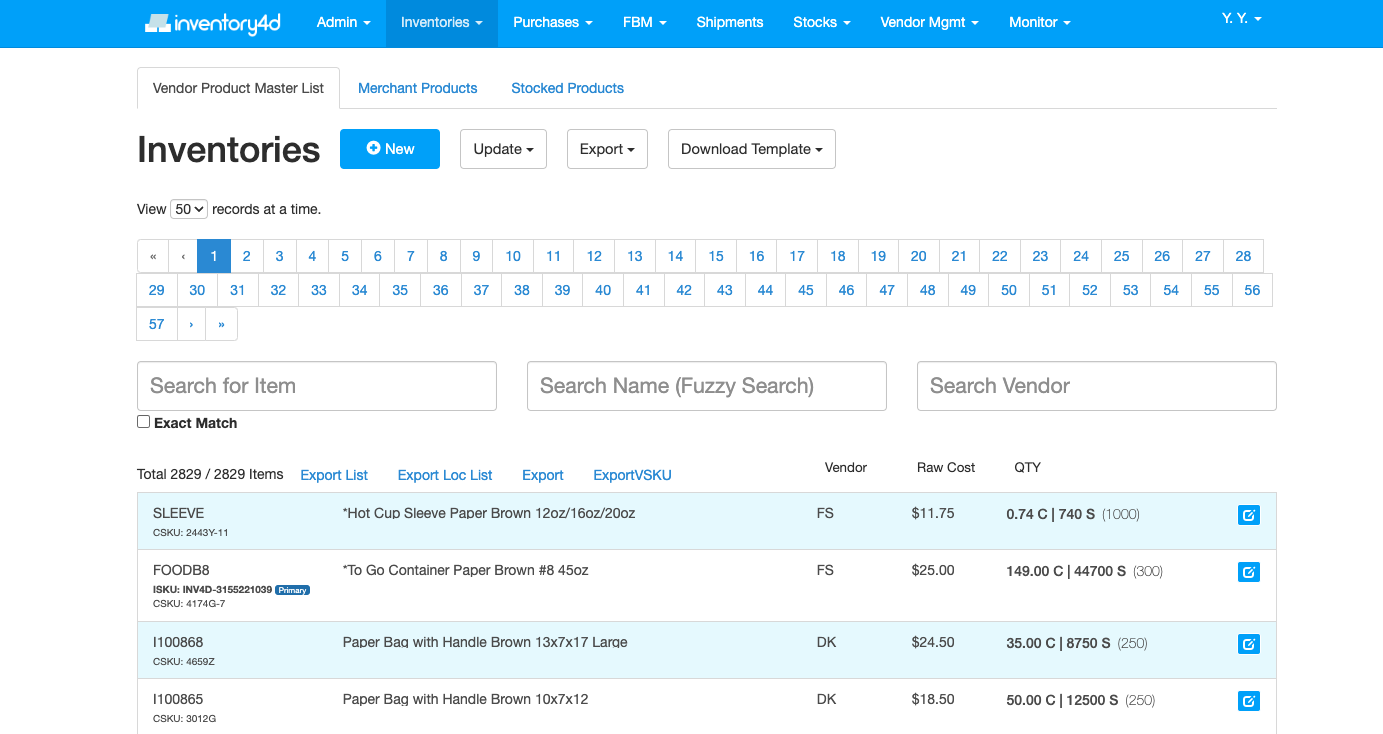 inventory4d Admin Inventories Purchases FBM Shipments Stocks Vendor Mgmt Monitor Y. Y.
Vendor Product Master List Merchant Products Stocked Products
Inventories New Update Export Download Template
View 50 records at a time.
« ‹ 1 2 3 4 5 6 7 8 9 10 11 12 13 14 15 16 17 18 19 20 21 22 23 24 25 26 27 28
29 30 31 32 33 34 35 36 37 38 39 40 41 42 43 44 45 46 47 48 49 50 51 52 53 54 55 56
57 › »
Search for Item Search Name (Fuzzy Search) Search Vendor
Exact Match
Total 2829 / 2829 Items Export List Export Loc List Export ExportVSKU Vendor Raw Cost QTY
SLEEVE *Hot Cup Sleeve Paper Brown 12oz/16oz/20oz FS $11.75 0.74 C | 740 S (1000)
CSKU: 2443Y-11
FOODB8 *To Go Container Paper Brown #8 45oz FS $25.00 149.00 C | 44700 S (300)
ISKU: INV4D-3155221039 Primary
CSKU: 4174G-7
I100868 Paper Bag with Handle Brown 13x7x17 Large DK $24.50 35.00 C | 8750 S (250)
CSKU: 4659Z
I100865 Paper Bag with Handle Brown 10x7x12 DK $18.50 50.00 C | 12500 S (250)
CSKU: 3012G